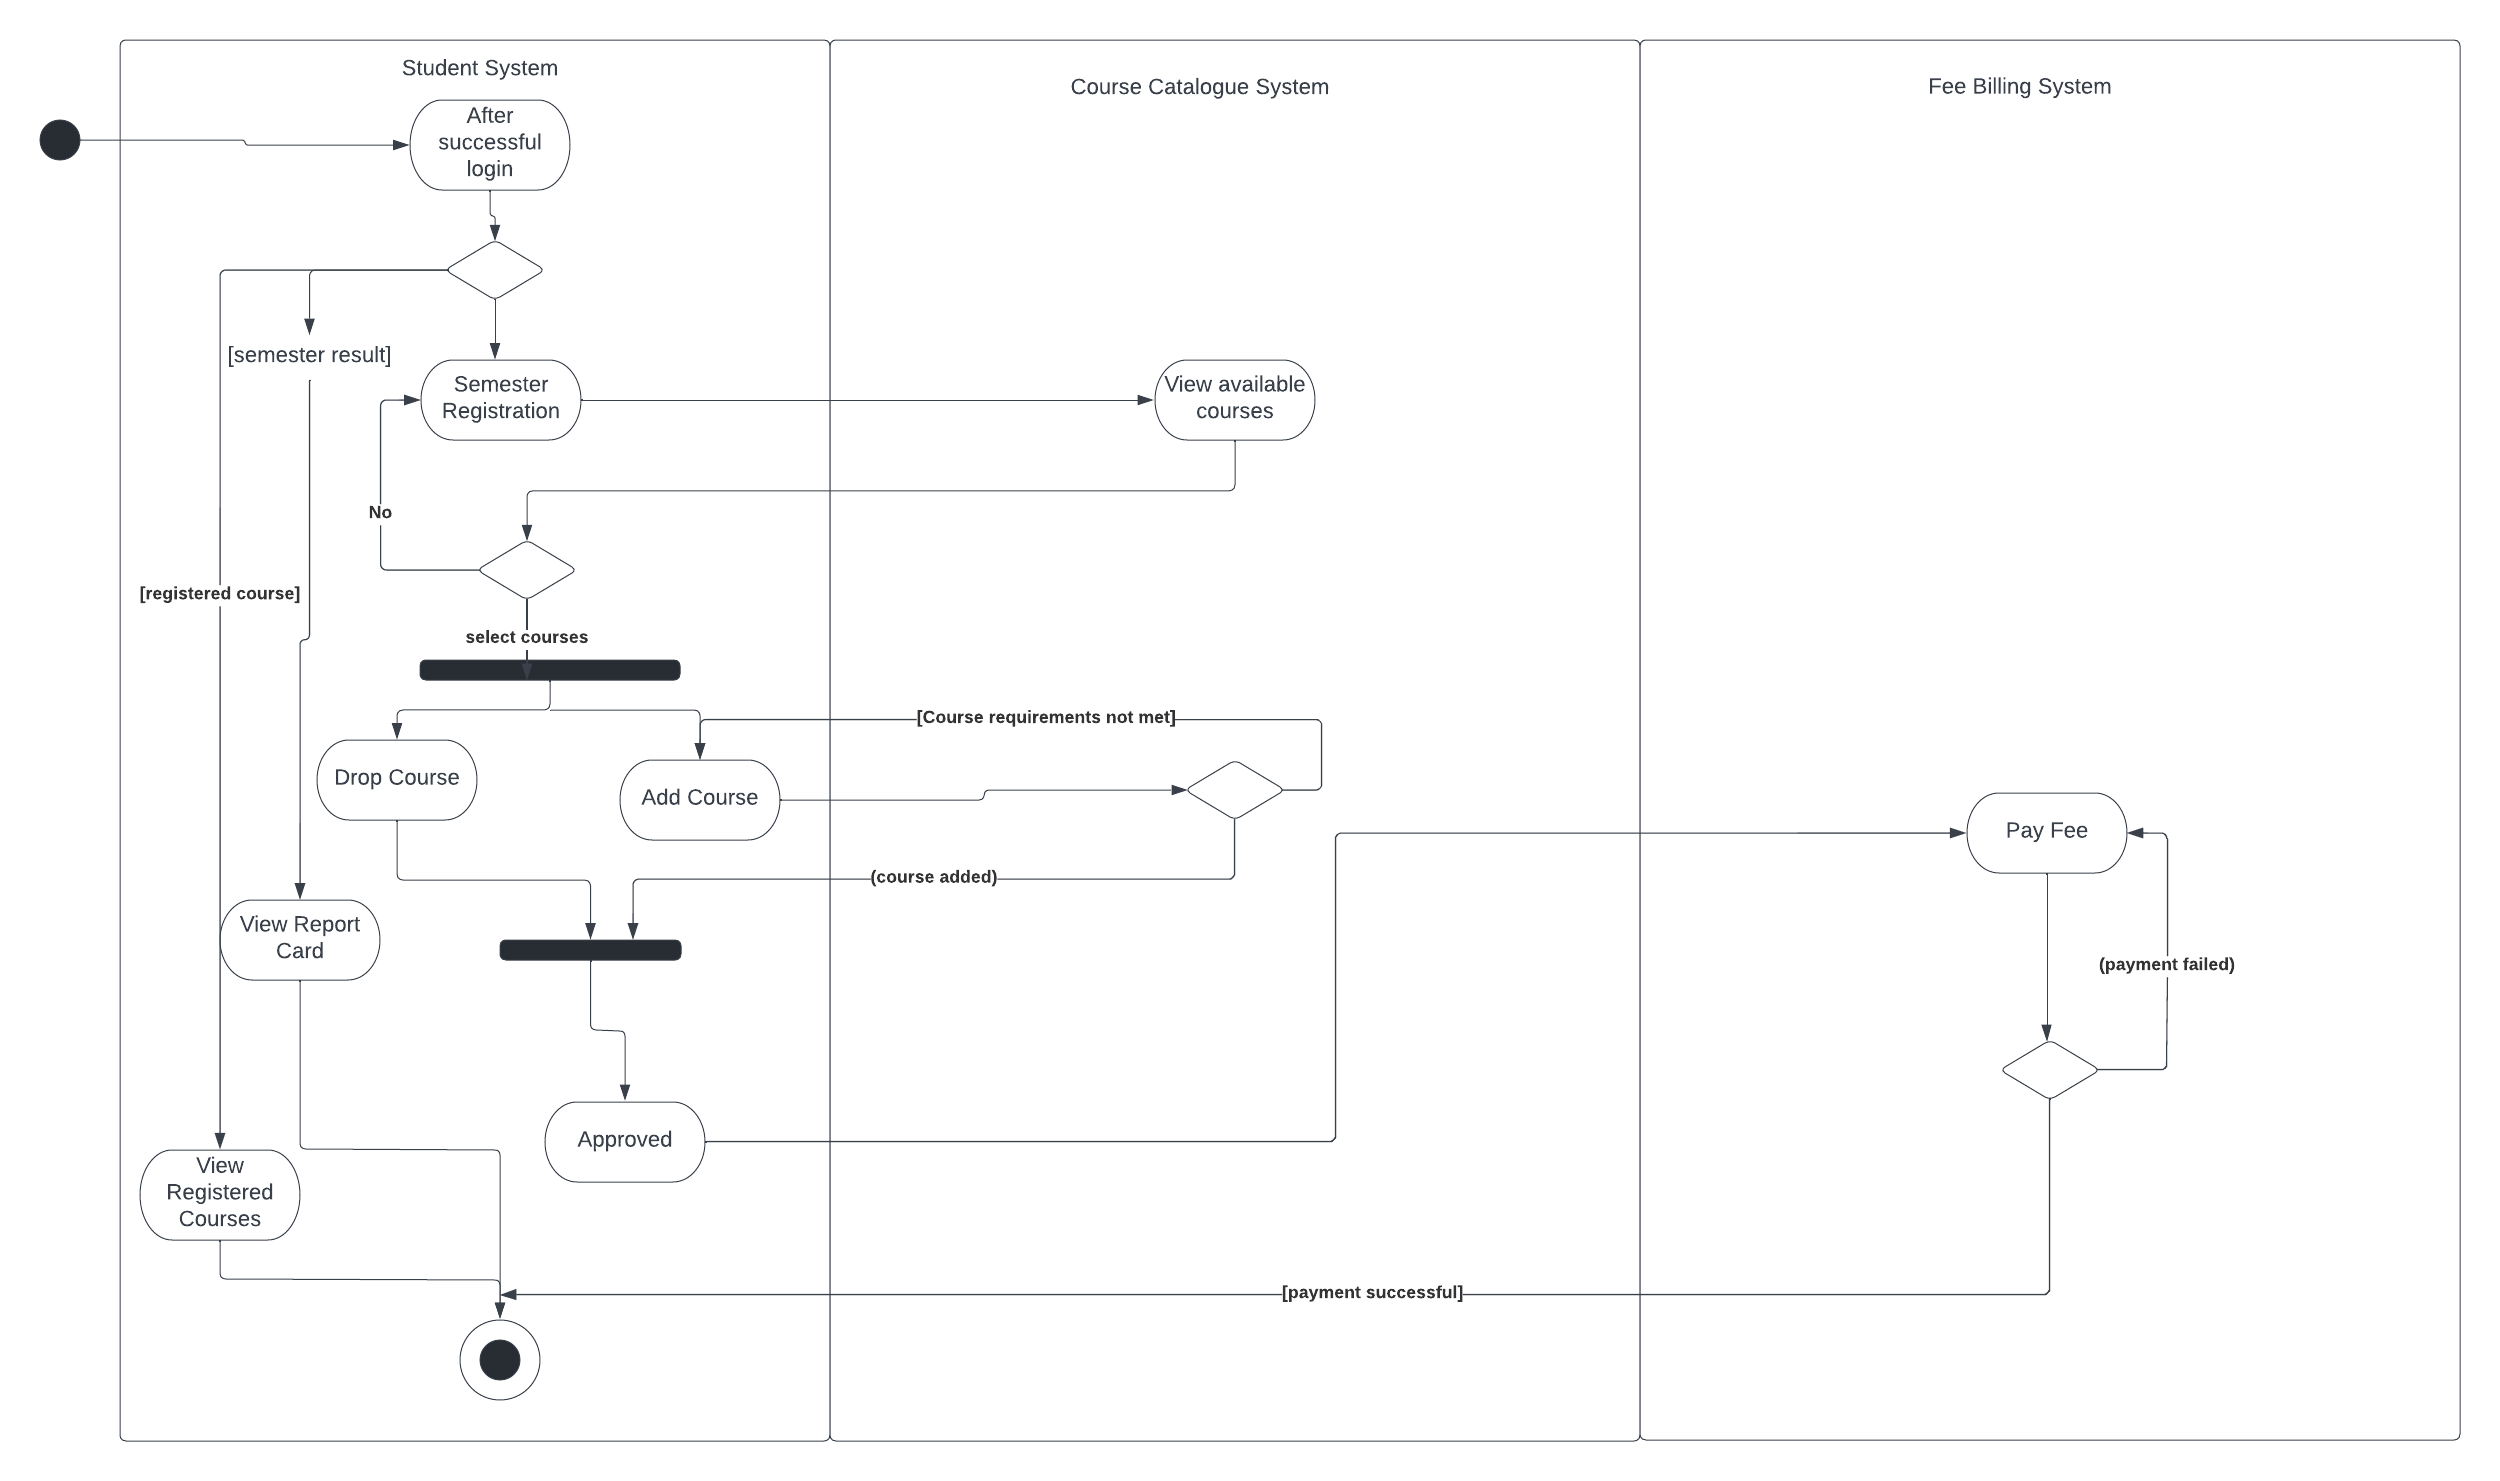 Student System
Course Catalogue System
Fee Billing System
After
successful
login
[semester result]
Semester
Registration
View available
courses
No
[registered course]
select courses
[Course requirements not met]
Drop Course
Add Course
Pay Fee
(course added)
View Report
Card
(payment failed)
Approved
View
Registered
Courses
[payment successful]